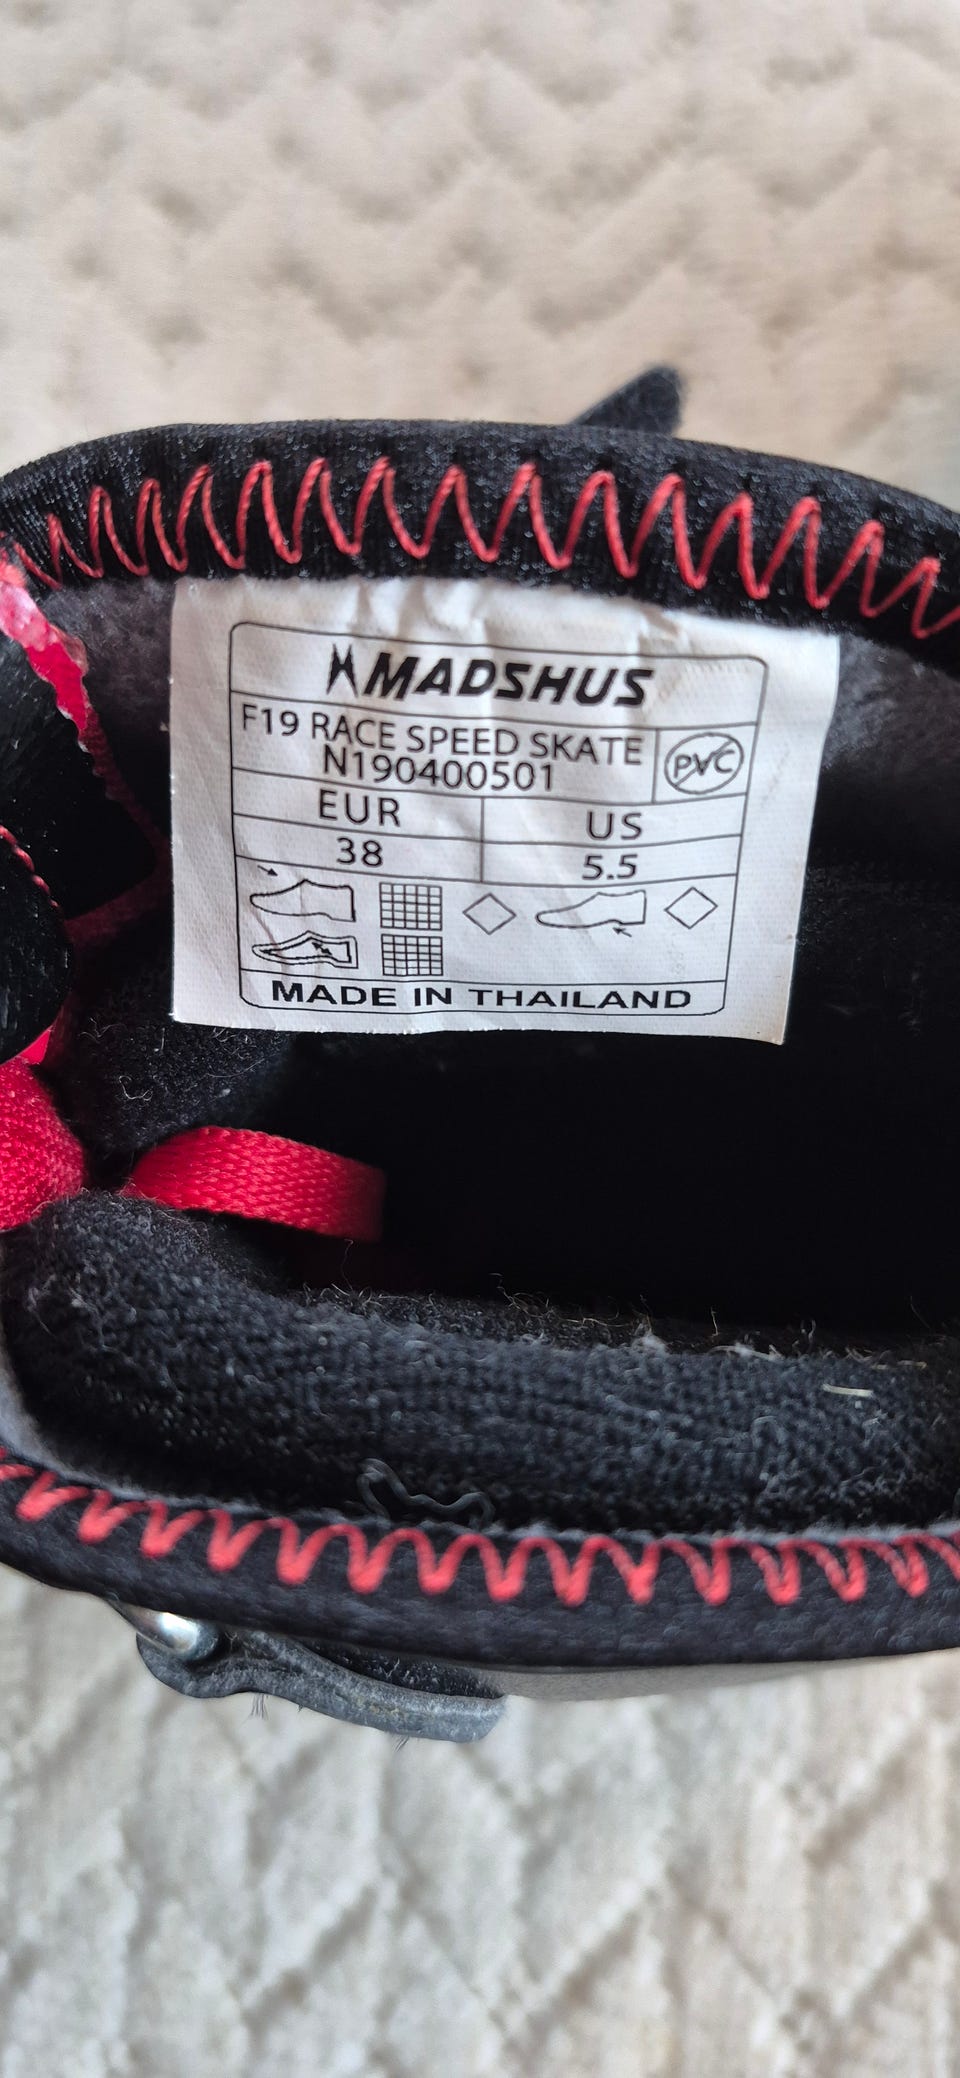 MADSHUS
F19 RACE SPEED SKATE
N190400501
PVC
EUR
US
38
5.5
MADE IN THAILAND